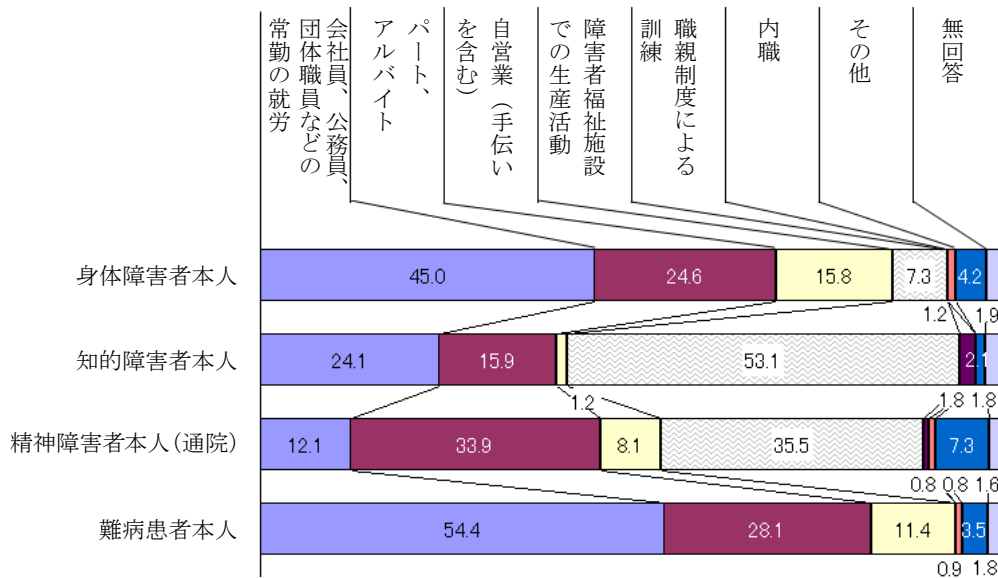 会社員、公務員、
団体職員などの
常勤の就労
パート、
アルバイト
自営業（手伝い
を含む）
障害者福祉施設
での生産活動
職親制度による
訓練
内職
その他
無回答
身体障害者本人
45.0
24.6
15.8
7.3
4.2
1.2
1.9
知的障害者本人
24.1
15.9
53.1
2.1
1.2
1.8
1.8
精神障害者本人（通院）
12.1
33.9
8.1
35.5
7.3
0.8
0.8
1.6
難病患者本人
54.4
28.1
11.4
3.5
0.9
1.8